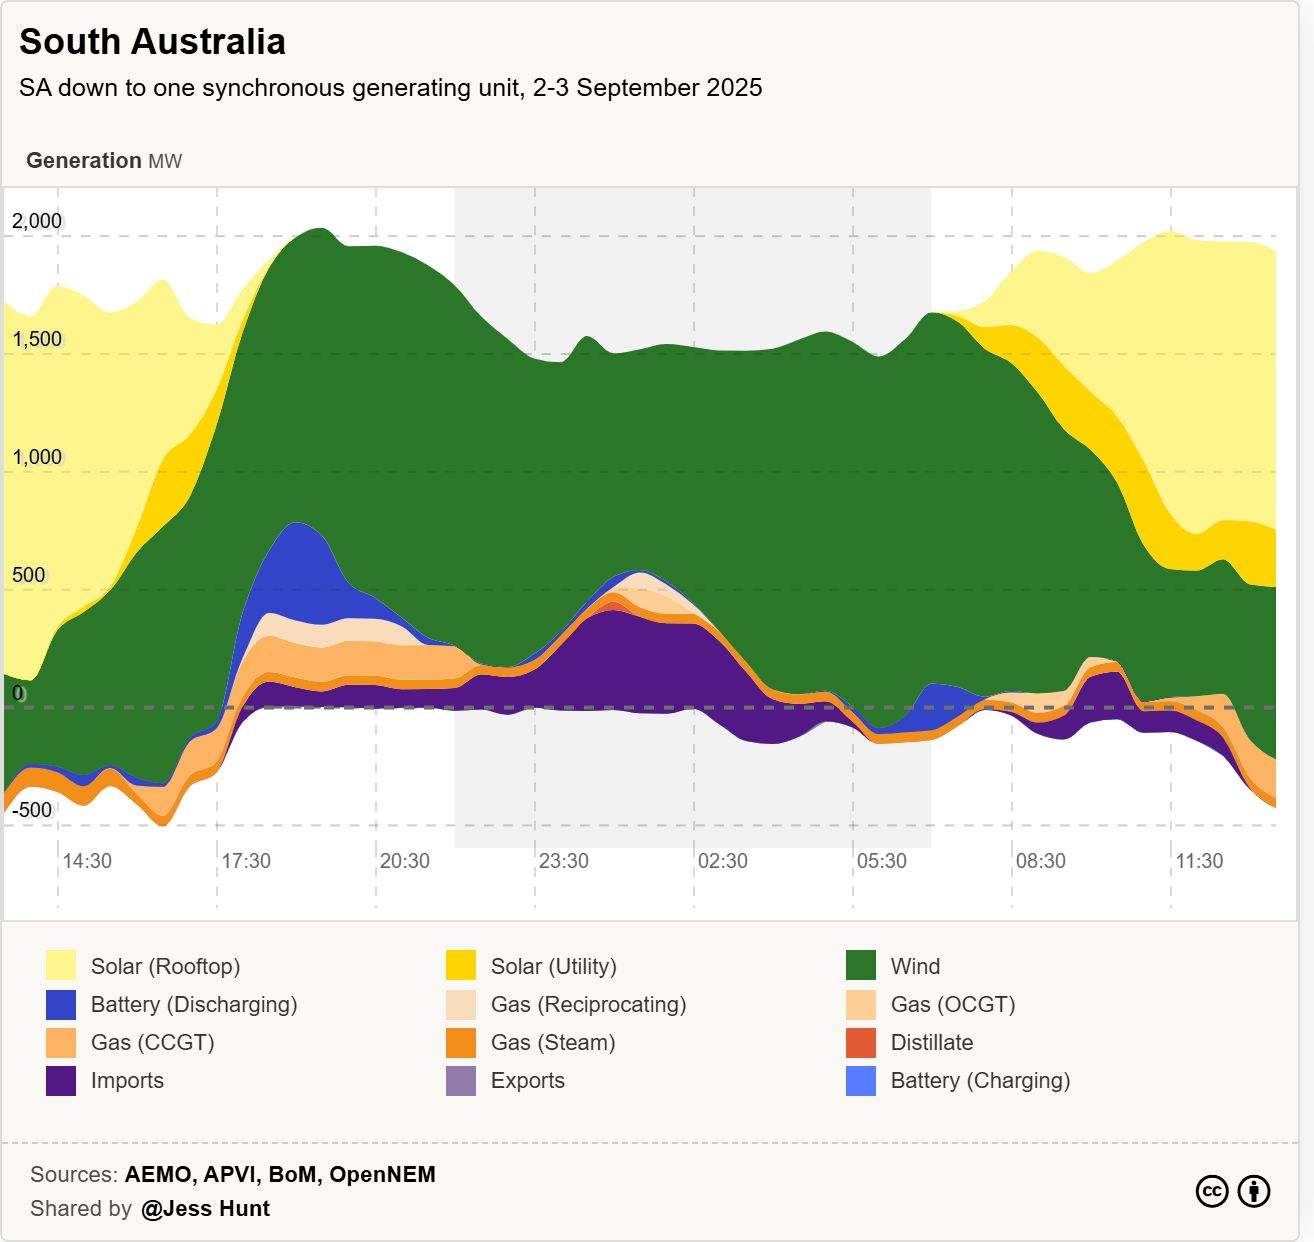 South Australia
SA down to one synchronous generating unit, 2-3 September 2025
Generation MW
2,000
1,500
1,000
500
0
-500
14:30 17:30 20:30 23:30 02:30 05:30 08:30 11:30
Solar (Rooftop) Solar (Utility) Wind
Battery (Discharging) Gas (Reciprocating) Gas (OCGT)
Gas (CCGT) Gas (Steam) Distillate
Imports Exports Battery (Charging)
Sources: AEMO, APVI, BoM, OpenNEM
Shared by @Jess Hunt
cc